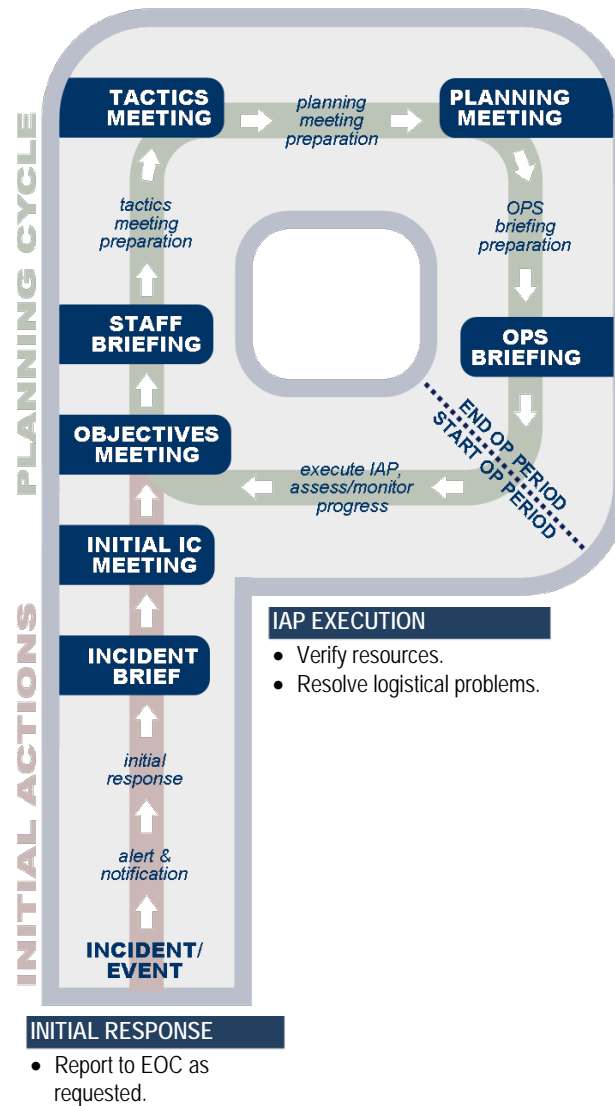 TACTICS
MEETING
planning
meeting
preparation
PLANNING
MEETING
PLANNING CYCLE
tactics
meeting
preparation
OPS
briefing
preparation
STAFF
BRIEFING
OPS
BRIEFING
OBJECTIVES
MEETING
END OP PERIOD
START OP PERIOD
execute IAP,
assess/monitor
progress
INITIAL IC
MEETING
INITIAL ACTIONS
INCIDENT
BRIEF
IAP EXECUTION
• Verify resources.
• Resolve logistical problems.
initial
response
alert &
notification
INCIDENT/
EVENT
INITIAL RESPONSE
• Report to EOC as
requested.